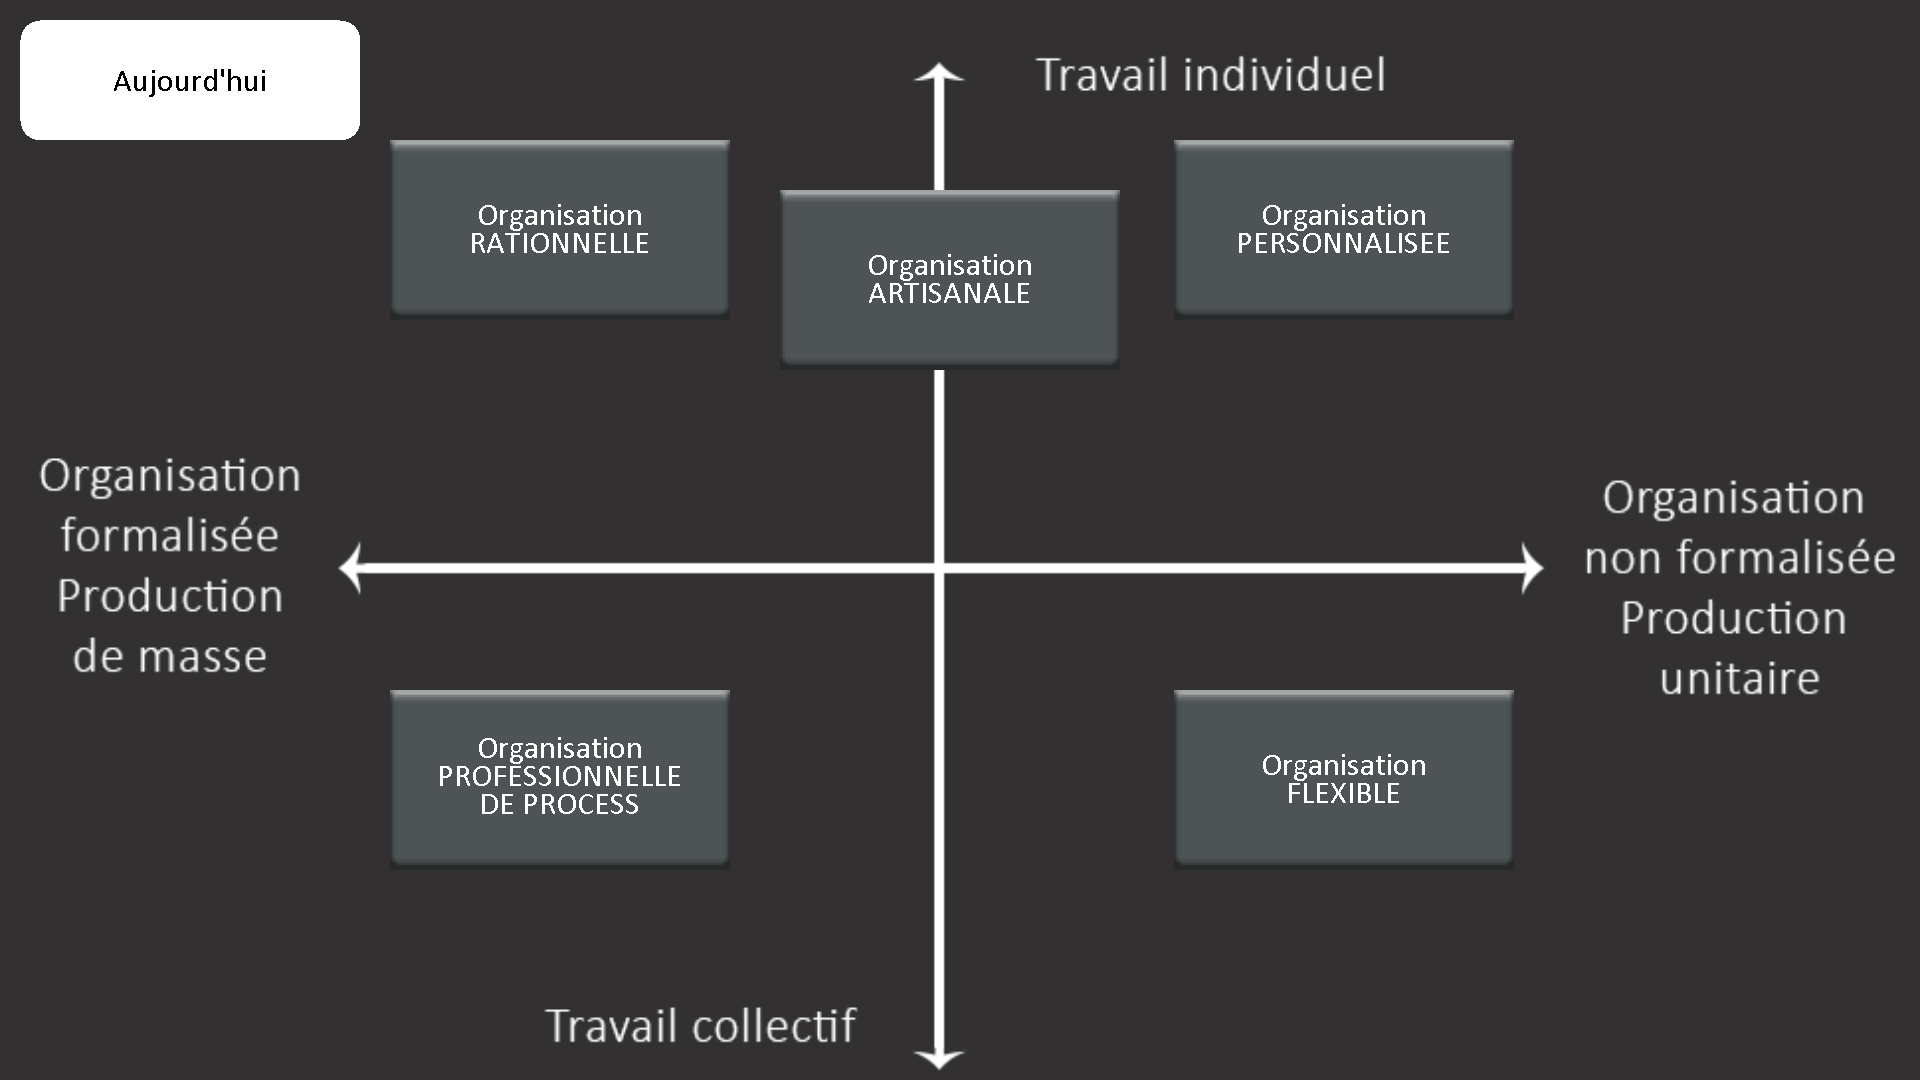 Aujourd'hui
Travail individuel
Organisation
RATIONNELLE
Organisation
ARTISANALE
Organisation
PERSONNALISEE
Organisation
formalisée
Production
de masse
Organisation
non formalisée
Production
unitaire
Organisation
PROFESSIONNELLE
DE PROCESS
Organisation
FLEXIBLE
Travail collectif